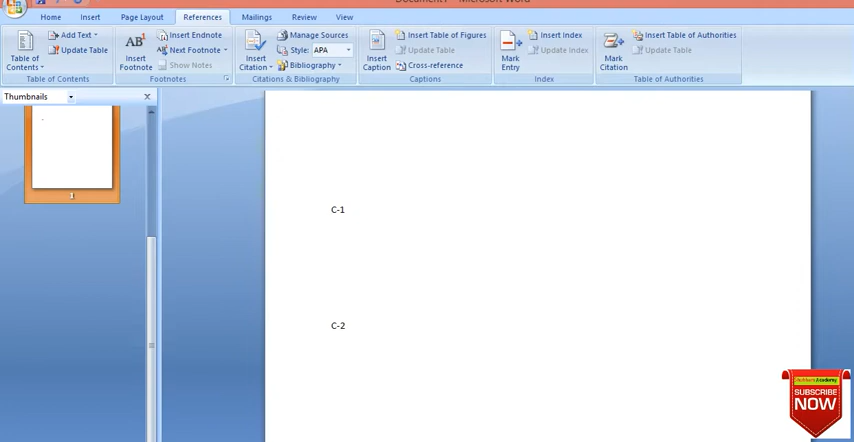 Microsoft Word
Home Insert Page Layout References Mailings Review View
Add Text Insert Endnote Manage Sources Insert Table of Figures Insert Index Insert Table of Authorities
Update Table Next Footnote Style: APA Update Table Update Index Update Table
Table of Contents Insert Footnote Show Notes Insert Citation Bibliography Insert Caption Cross-reference Mark Entry Mark Citation
Table of Contents Footnotes Citations & Bibliography Captions Index Table of Authorities
Thumbnails
1
C-1
C-2
Academy
SUBSCRIBE
NOW